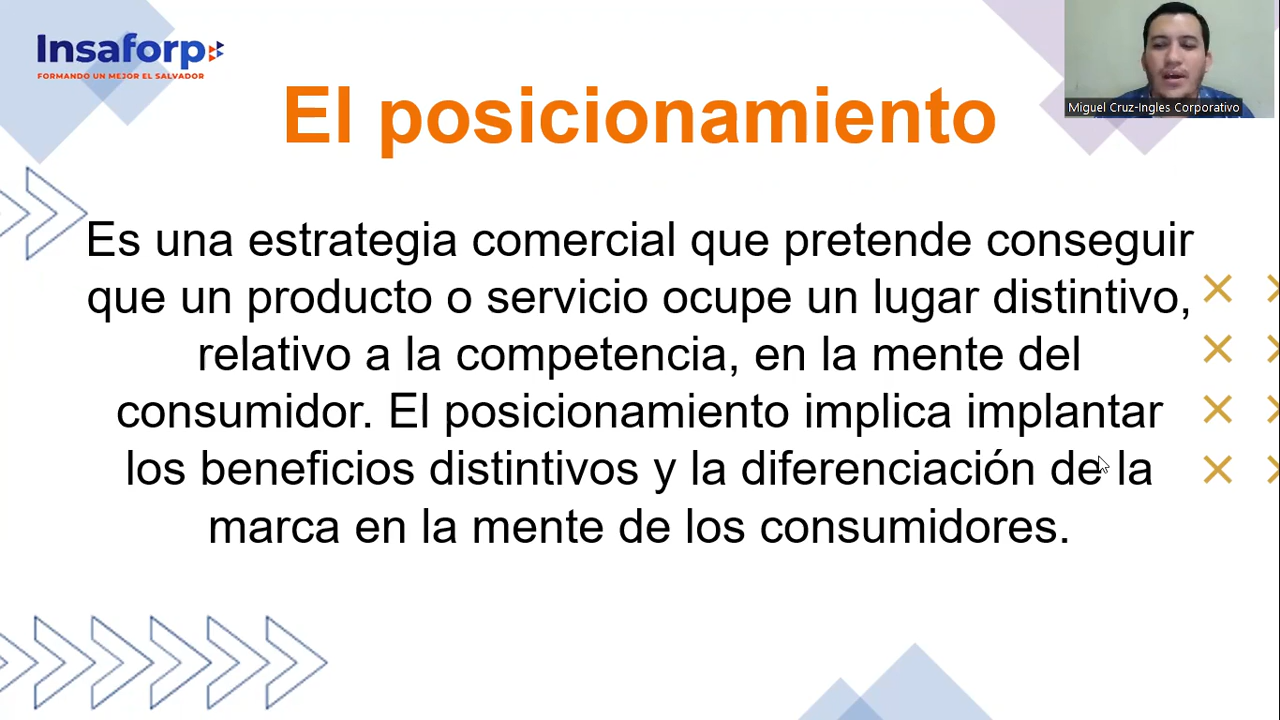 Insaforp
FORMANDO UN MEJOR EL SALVADOR
El posicionamiento
Miguel Cruz-Ingles Corporativo
Es una estrategia comercial que pretende conseguir
que un producto o servicio ocupe un lugar distintivo,
relativo a la competencia, en la mente del
consumidor. El posicionamiento implica implantar
los beneficios distintivos y la diferenciación de la
marca en la mente de los consumidores.